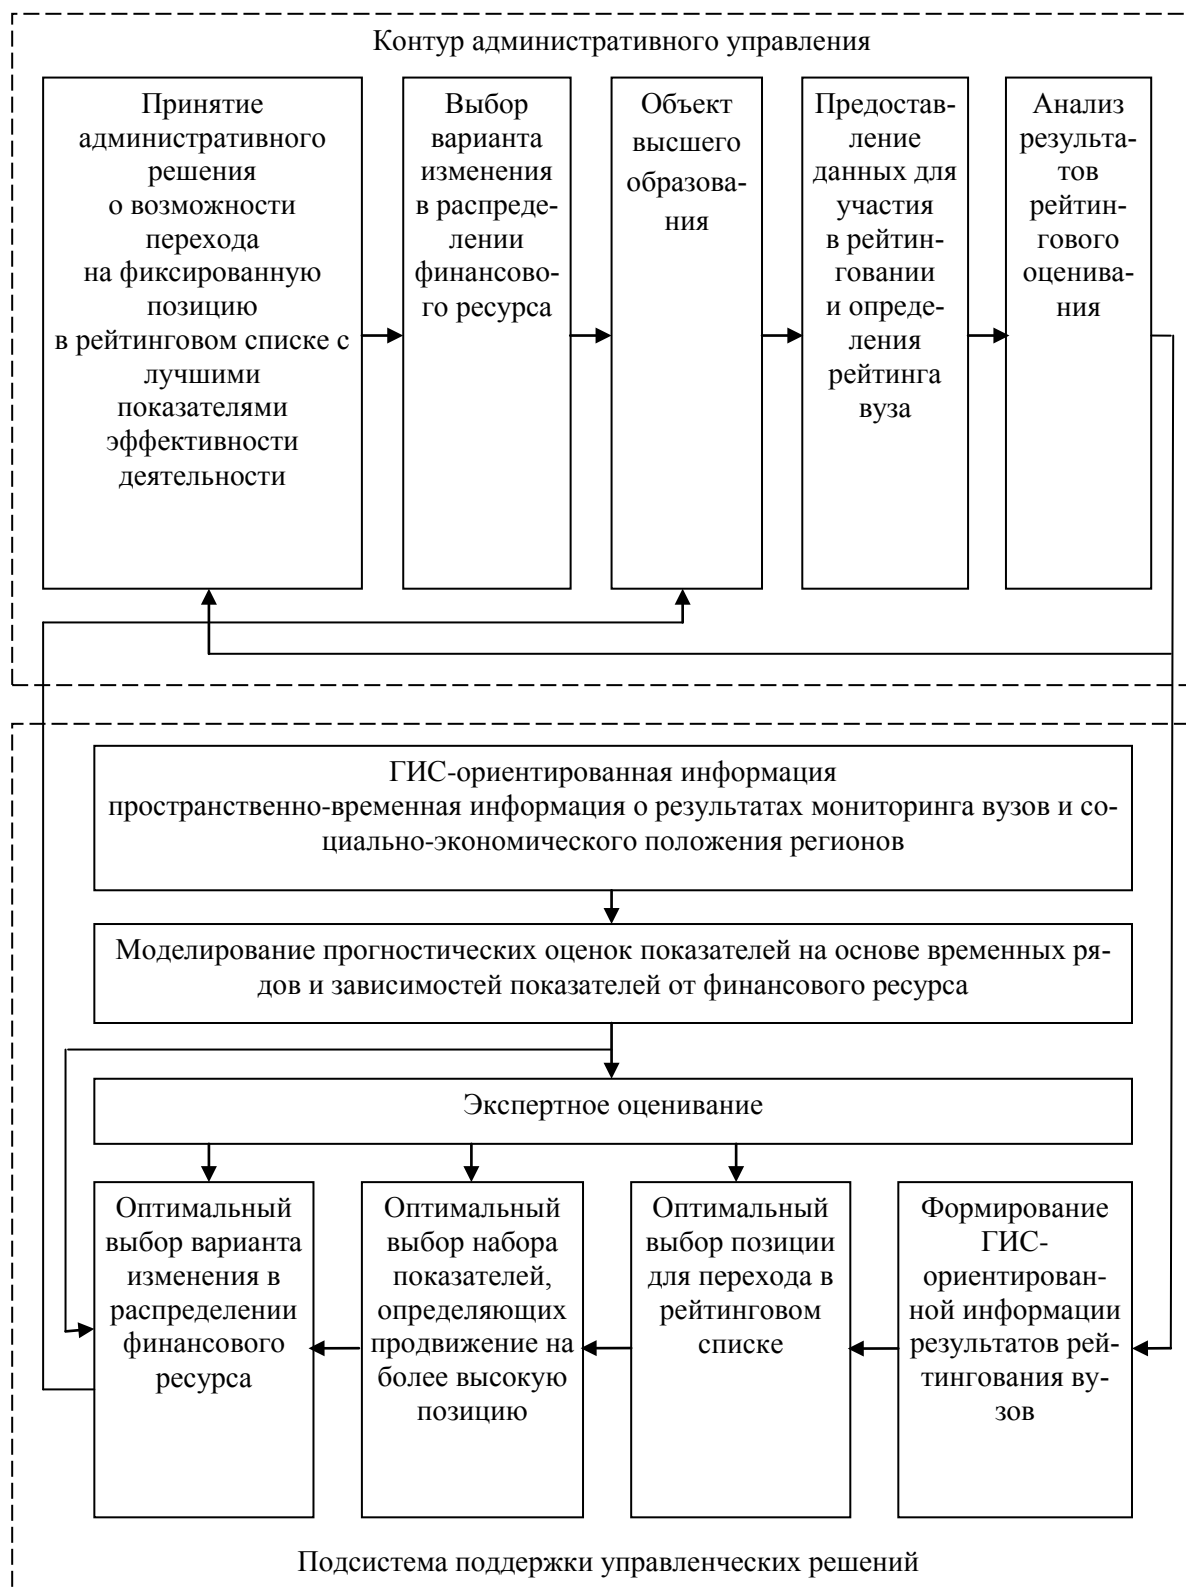 Контур административного управления
Принятие
административного
решения
о возможности
перехода
на фиксированную
позицию
в рейтинговом списке с
лучшими
показателями
эффективности
деятельности
Выбор
варианта
изменения
в распреде-
лении
финансово-
го ресурса
Объект
высшего
образова-
ния
Предостав-
ление
данных для
участия
в рейтин-
говании
и опреде-
ления
рейтинга
вуза
Анализ
результа-
тов
рейтин-
гового
оценива-
ния
ГИС-ориентированная информация
пространственно-временная информация о результатах мониторинга вузов и со-
циально-экономического положения регионов
Моделирование прогностических оценок показателей на основе временных ря-
дов и зависимостей показателей от финансового ресурса
Экспертное оценивание
Оптимальный
выбор варианта
изменения в
распределении
финансового
ресурса
Оптимальный
выбор набора
показателей,
определяющих
продвижение на
более высокую
позицию
Оптимальный
выбор позиции
для перехода в
рейтинговом
списке
Формирование
ГИС-
ориентирован-
ной информации
результатов рей-
тингования ву-
зов
Подсистема поддержки управленческих решений